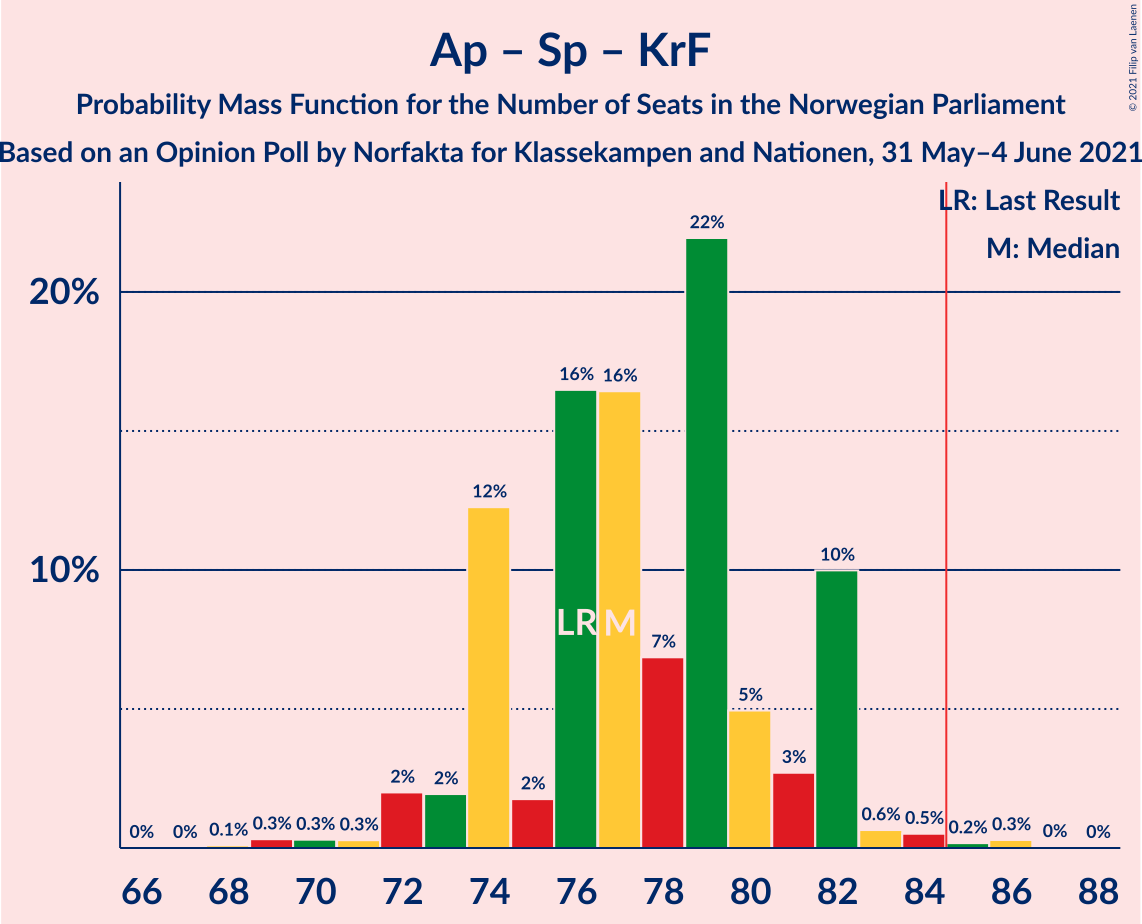 Ap – Sp – KrF
Probability Mass Function for the Number of Seats in the Norwegian Parliament
Based on an Opinion Poll by Norfakta for Klassekampen and Nationen, 31 May–4 June 2021
© 2021 Filip van Laenen
LR: Last Result
M: Median
20%
10%
0% 0% 0.1% 0.3% 0.3% 0.3% 2% 2% 12% 2% 16% 16% 7% 22% 5% 3% 10% 0.6% 0.5% 0.2% 0.3% 0% 0%
LR M
66 68 70 72 74 76 78 80 82 84 86 88